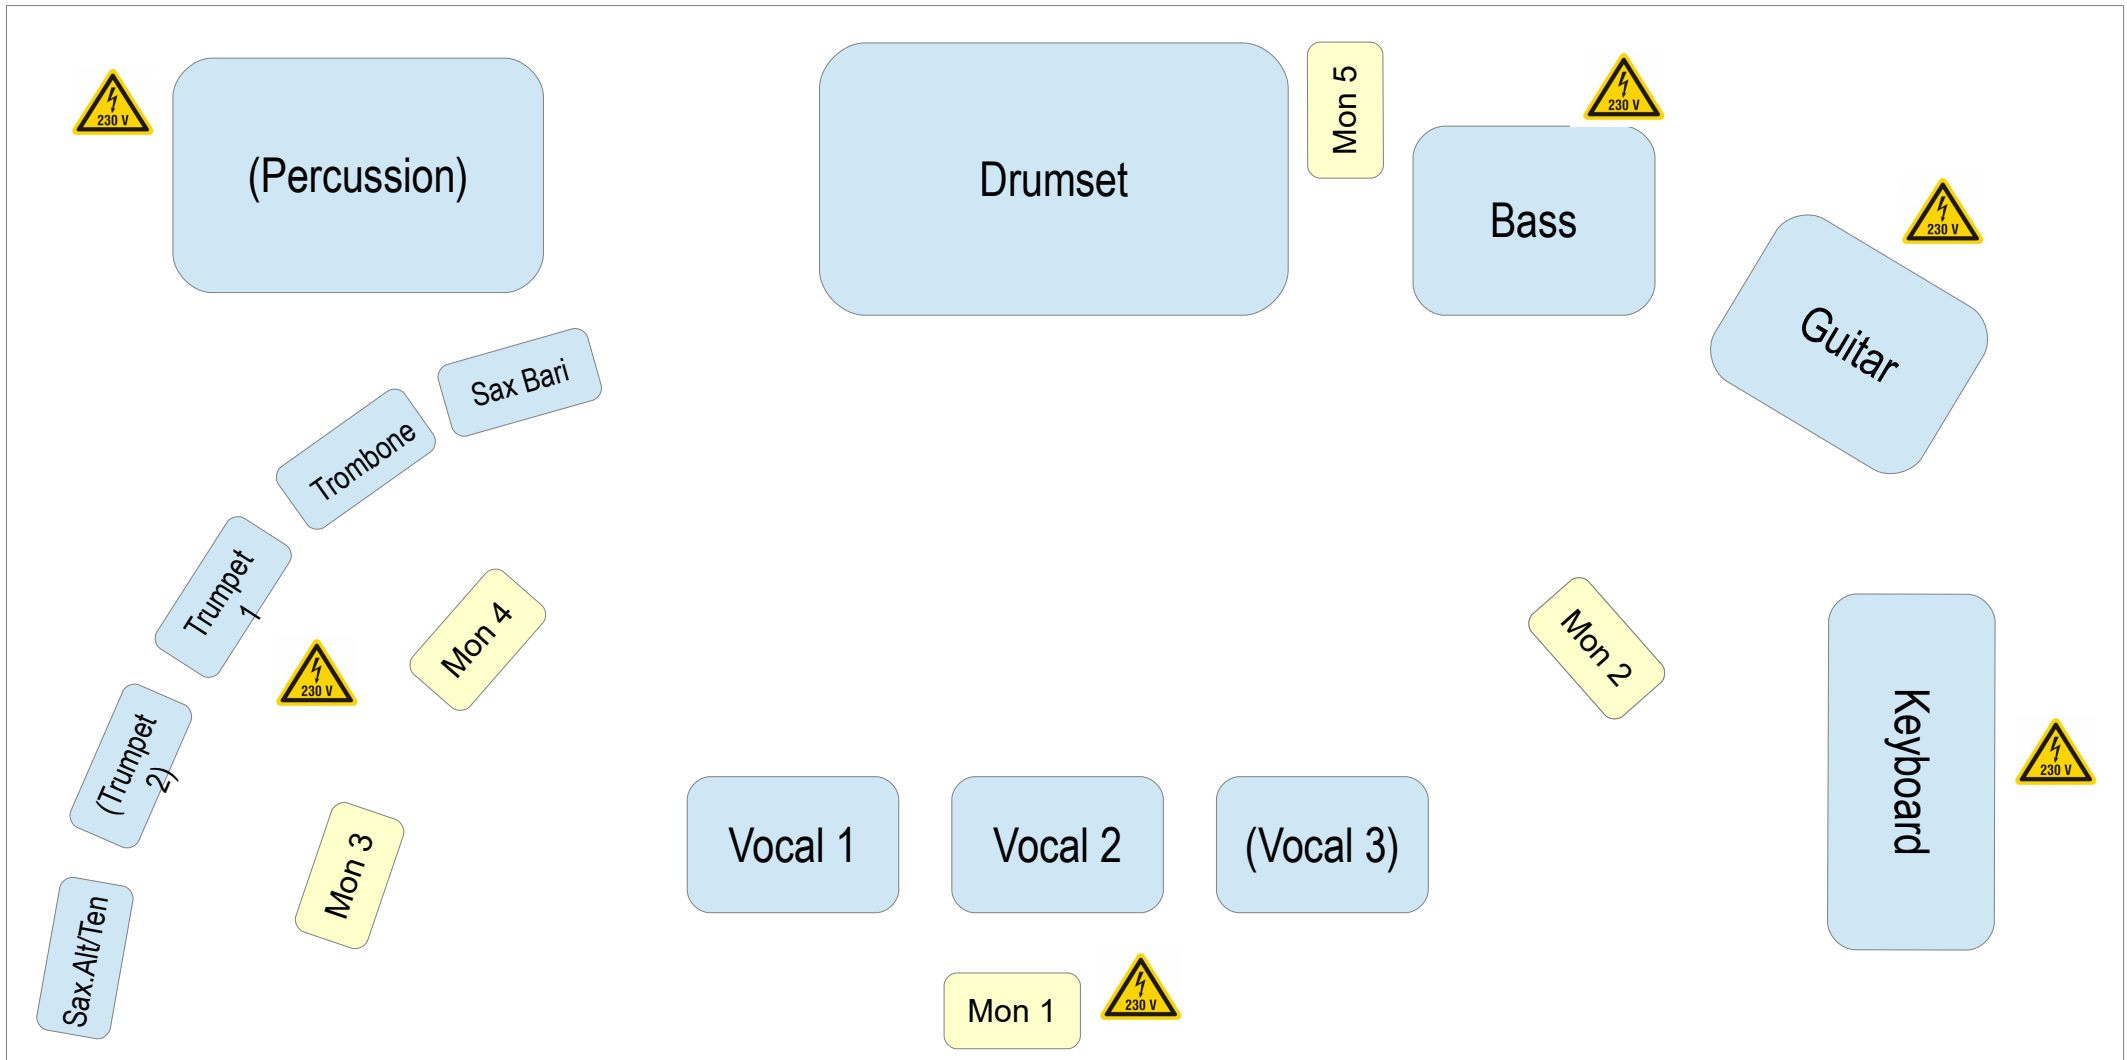 230 V
(Percussion)
Drumset
Mon 5
230 V
Bass
230 V
Guitar
Sax Bari
Trombone
Trumpet
1
230 V
Mon 4
Mon 2
(Trumpet
2)
Mon 3
Sax.Alt/Ten
Vocal 1
Vocal 2
(Vocal 3)
Keyboard
230 V
Mon 1
230 V